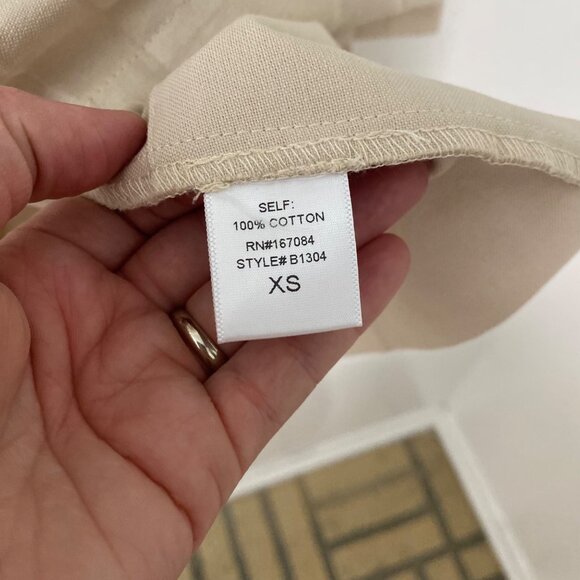 SELF:
100% COTTON
RN#167084
STYLE# B1304
XS